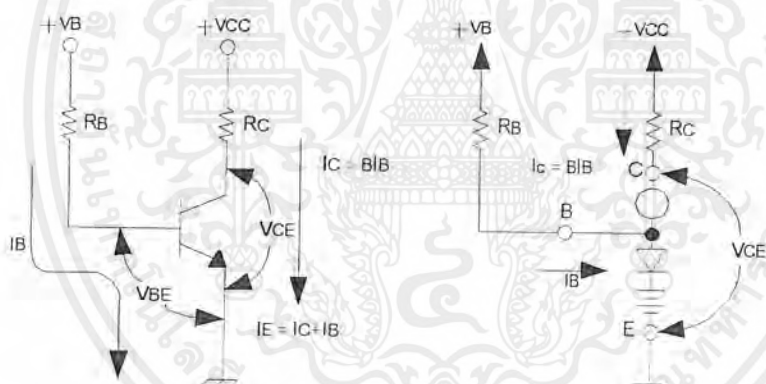 +VB
+VCC
RB
RC
IC = BIB
VCE
IB
VBE
IE = IC+IB
+VB
-VCC
RB
RC
IC = BIB
C
B
VCE
IB
E